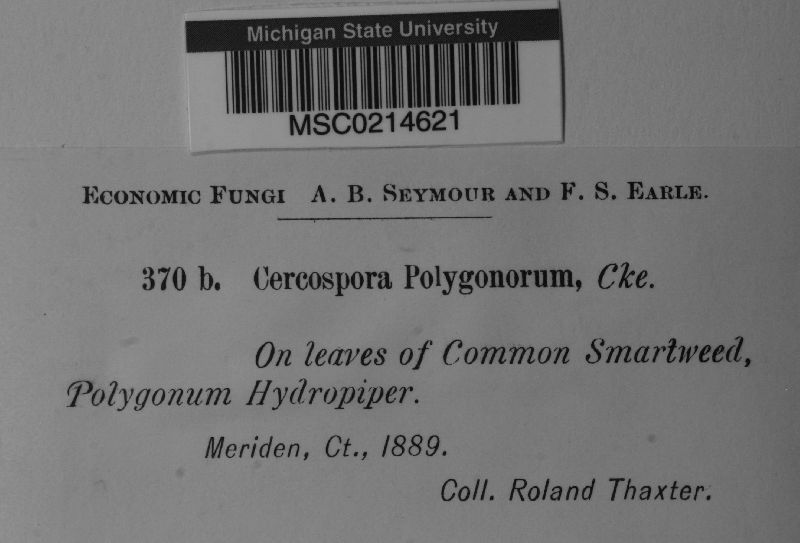 Michigan State University
MSC0214621
Economic Fungi A. B. Seymour and F. S. Earle.
370 b. Cercospora Polygonorum, Cke.
On leaves of Common Smartweed,
Polygonum Hydropiper.
Meriden, Ct., 1889.
Coll. Roland Thaxter.